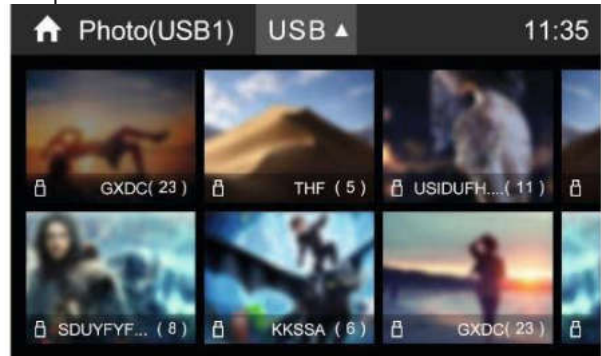 Photo(USB1) USB ▲ 11:35
GXDC( 23 ) THF ( 5 ) USIDUFH....( 11 )
SDUYFYF... ( 8 ) KKSSA ( 6 ) GXDC( 23 )